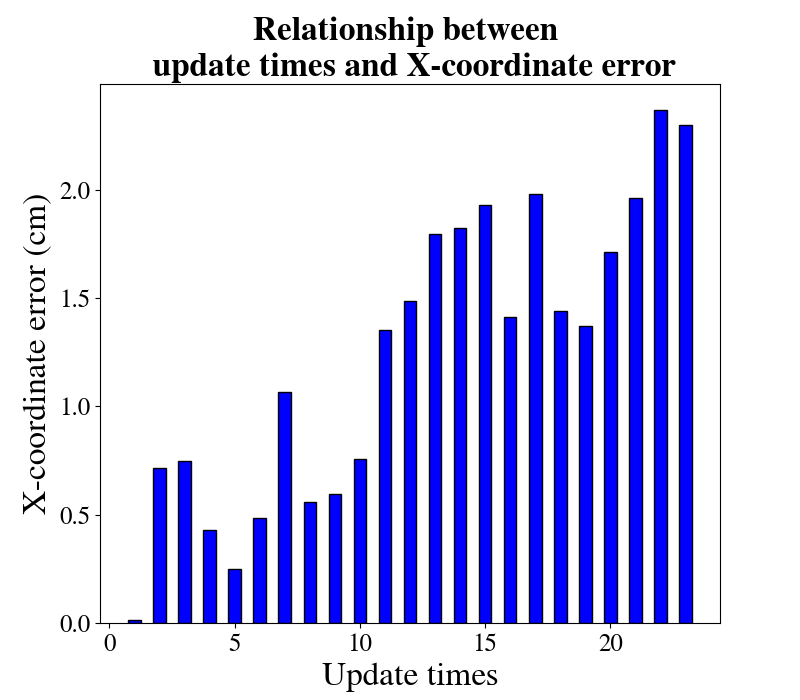 Relationship between
update times and X-coordinate error
X-coordinate error (cm)
2.0
1.5
1.0
0.5
0.0
0 5 10 15 20
Update times